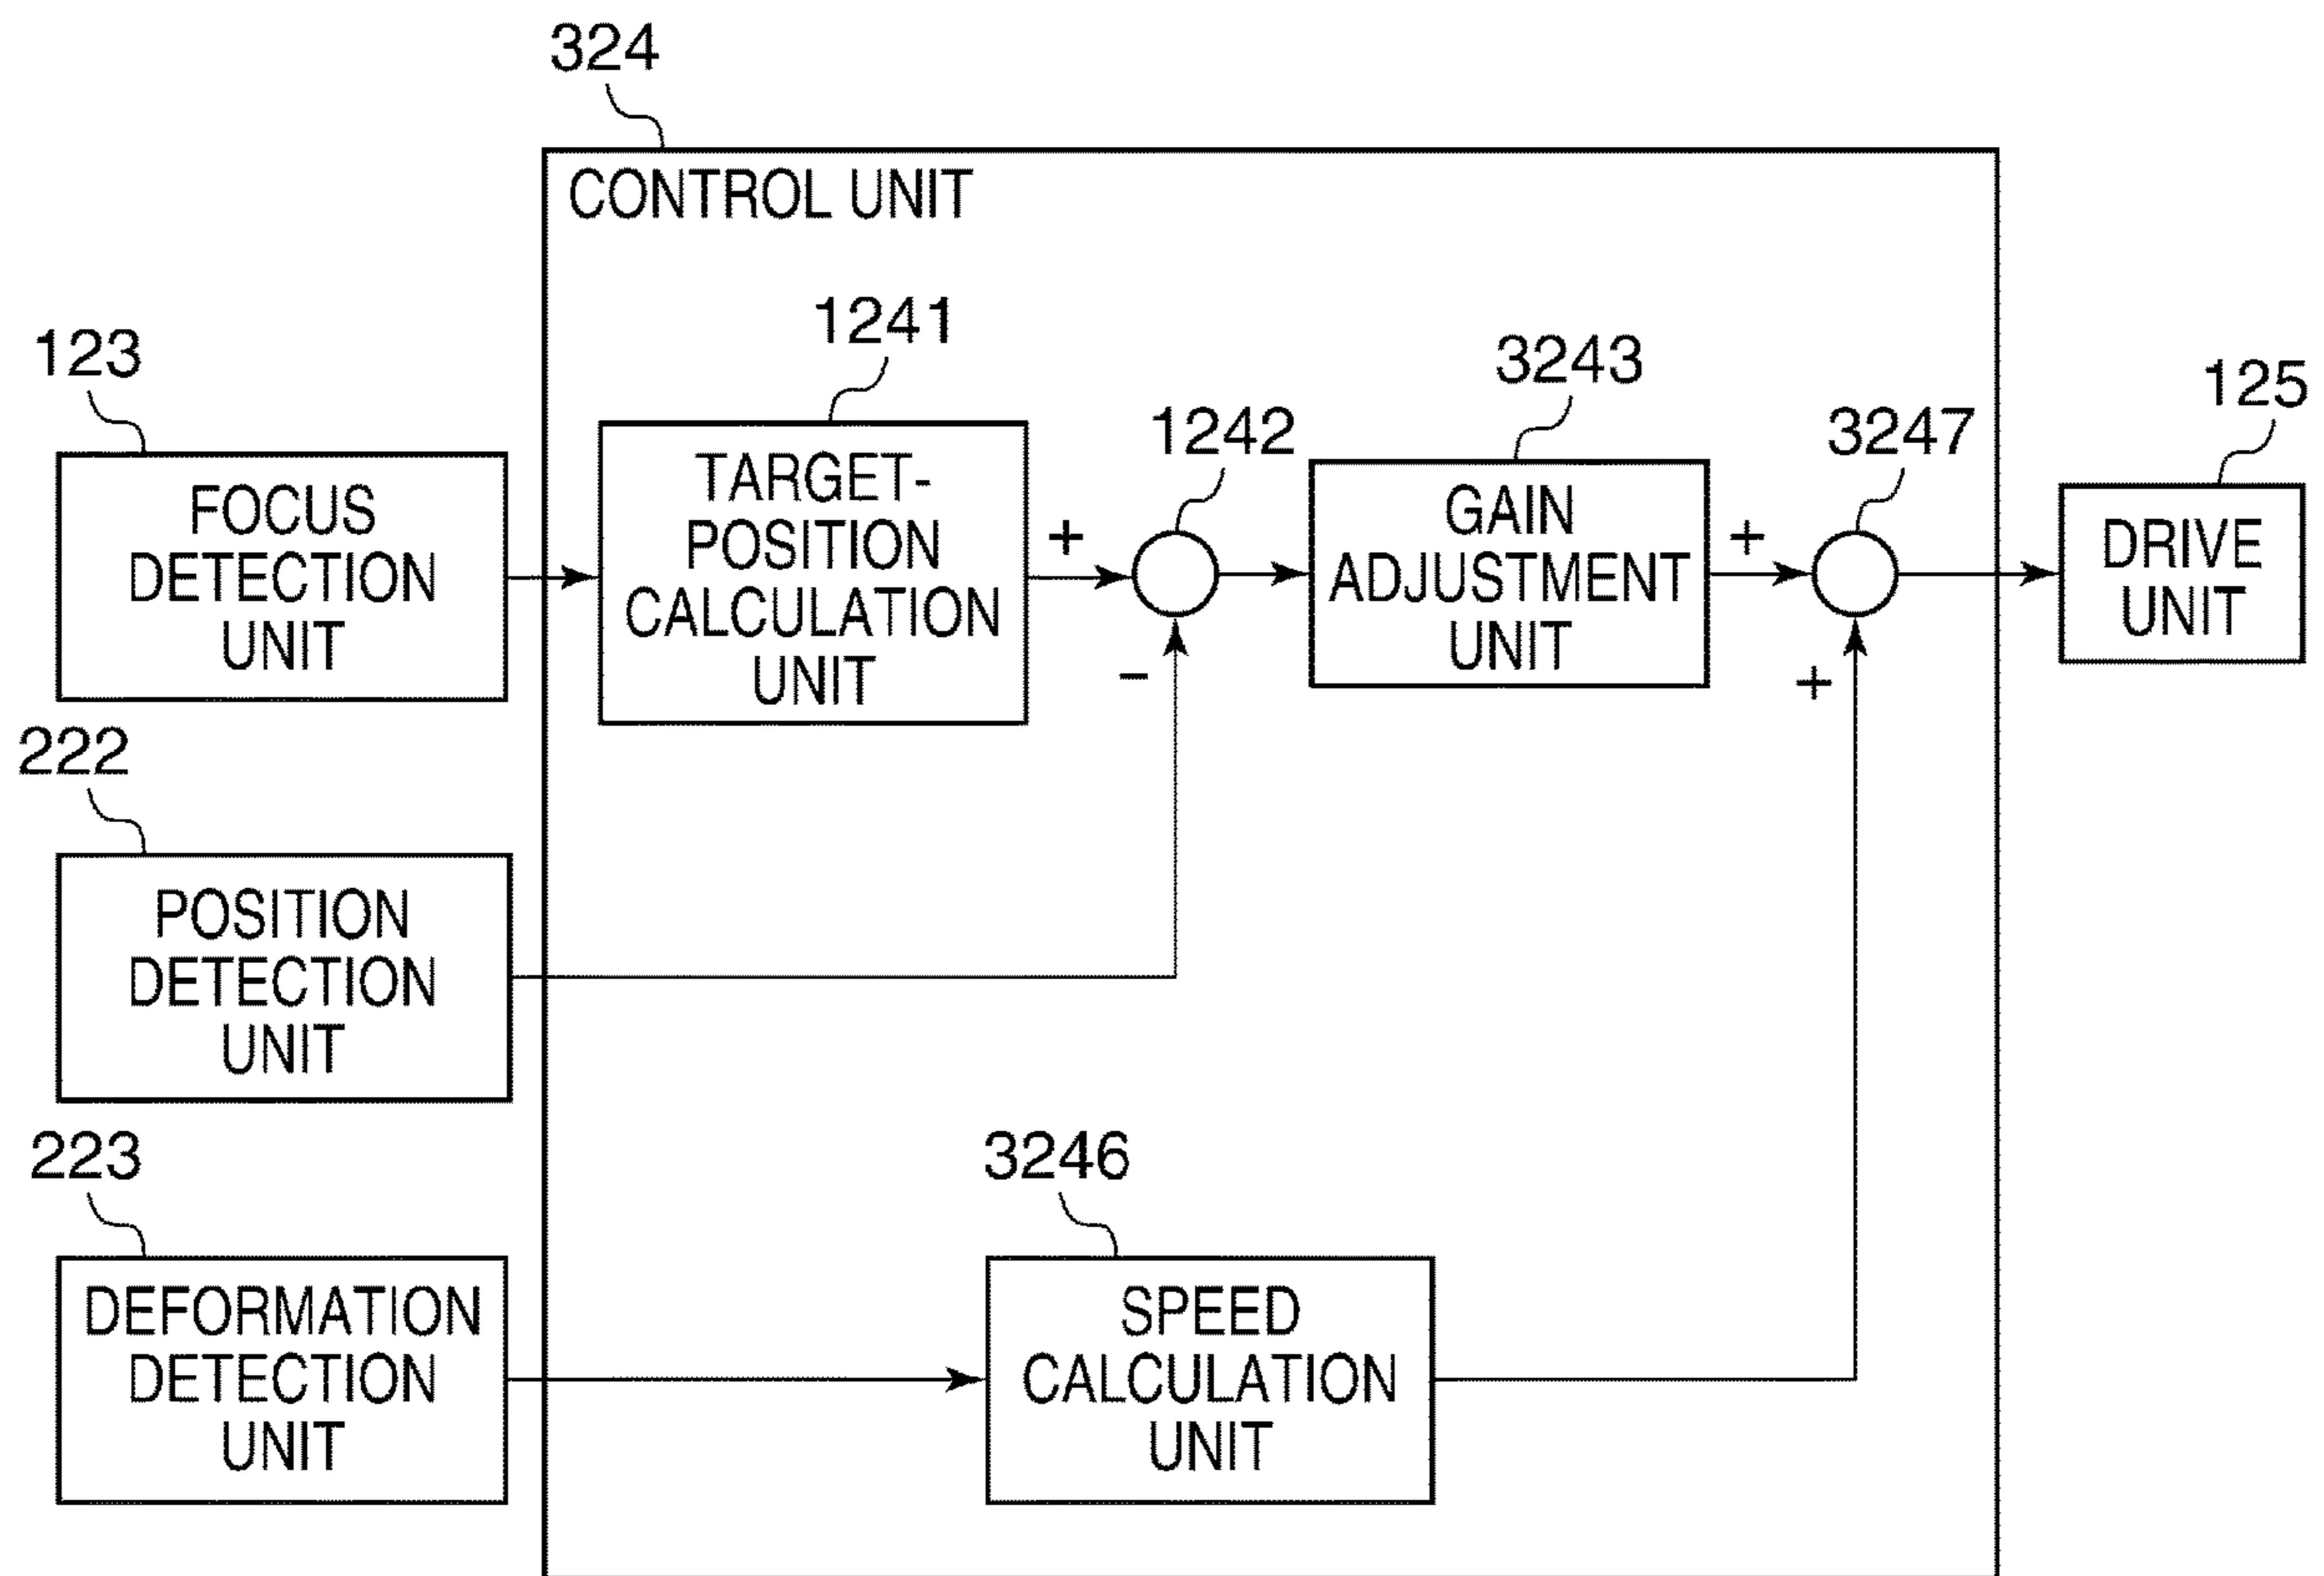 324
CONTROL UNIT
123
FOCUS
DETECTION
UNIT
1241
TARGET-
POSITION
CALCULATION
UNIT
+
1242
-
3243
GAIN
ADJUSTMENT
UNIT
+
3247
+
125
DRIVE
UNIT
222
POSITION
DETECTION
UNIT
223
DEFORMATION
DETECTION
UNIT
3246
SPEED
CALCULATION
UNIT